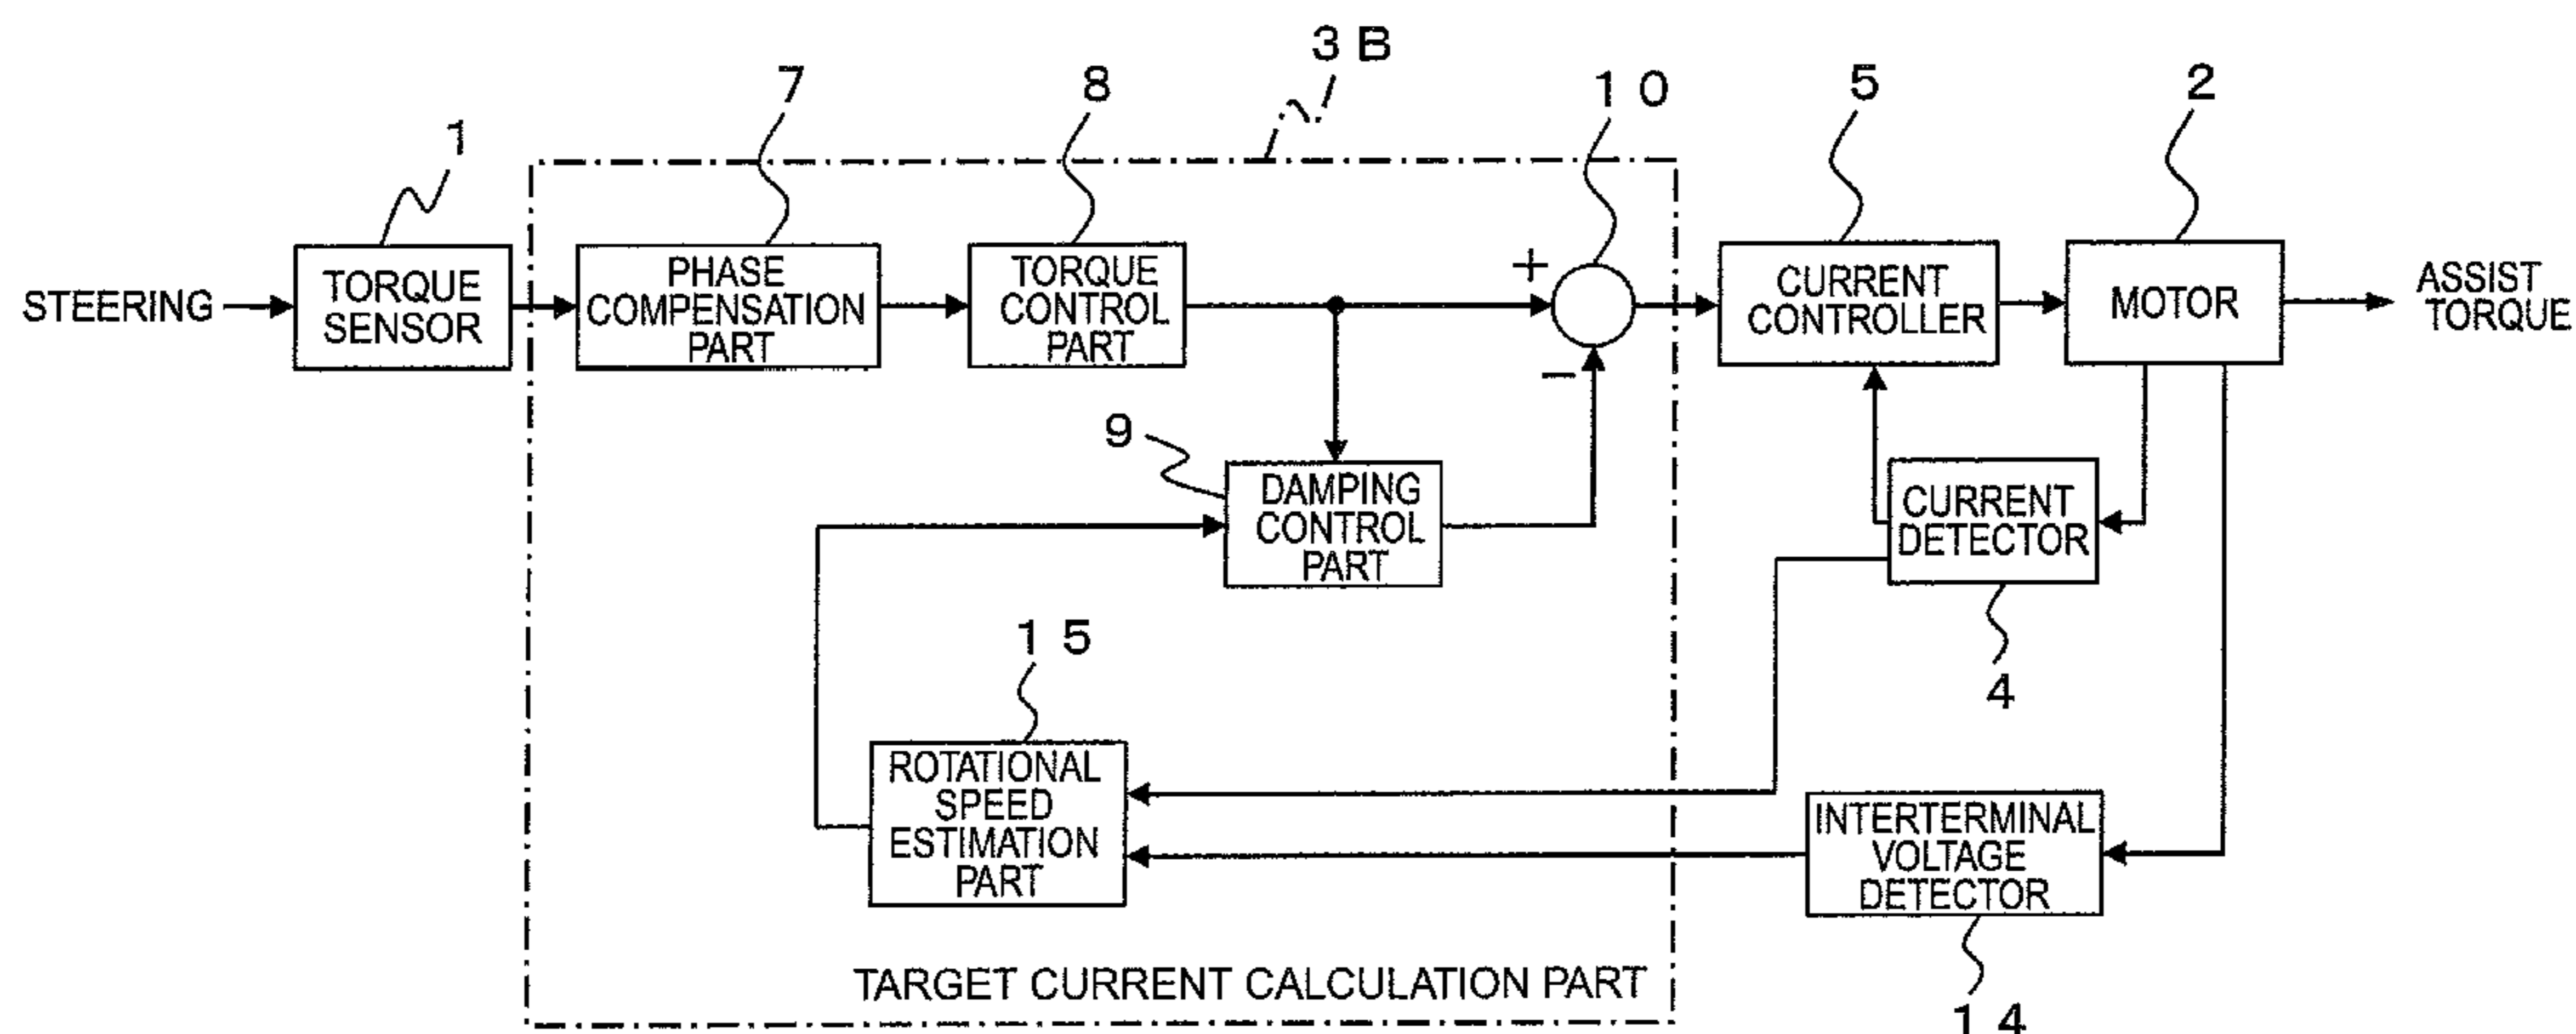 3 B
7
8
1 0
5
2
1
STEERING
TORQUE
SENSOR
PHASE
COMPENSATION
PART
TORQUE
CONTROL
PART
+
−
CURRENT
CONTROLLER
MOTOR
ASSIST
TORQUE
9
DAMPING
CONTROL
PART
CURRENT
DETECTOR
4
1 5
ROTATIONAL
SPEED
ESTIMATION
PART
INTERTERMINAL
VOLTAGE
DETECTOR
1 4
TARGET CURRENT CALCULATION PART